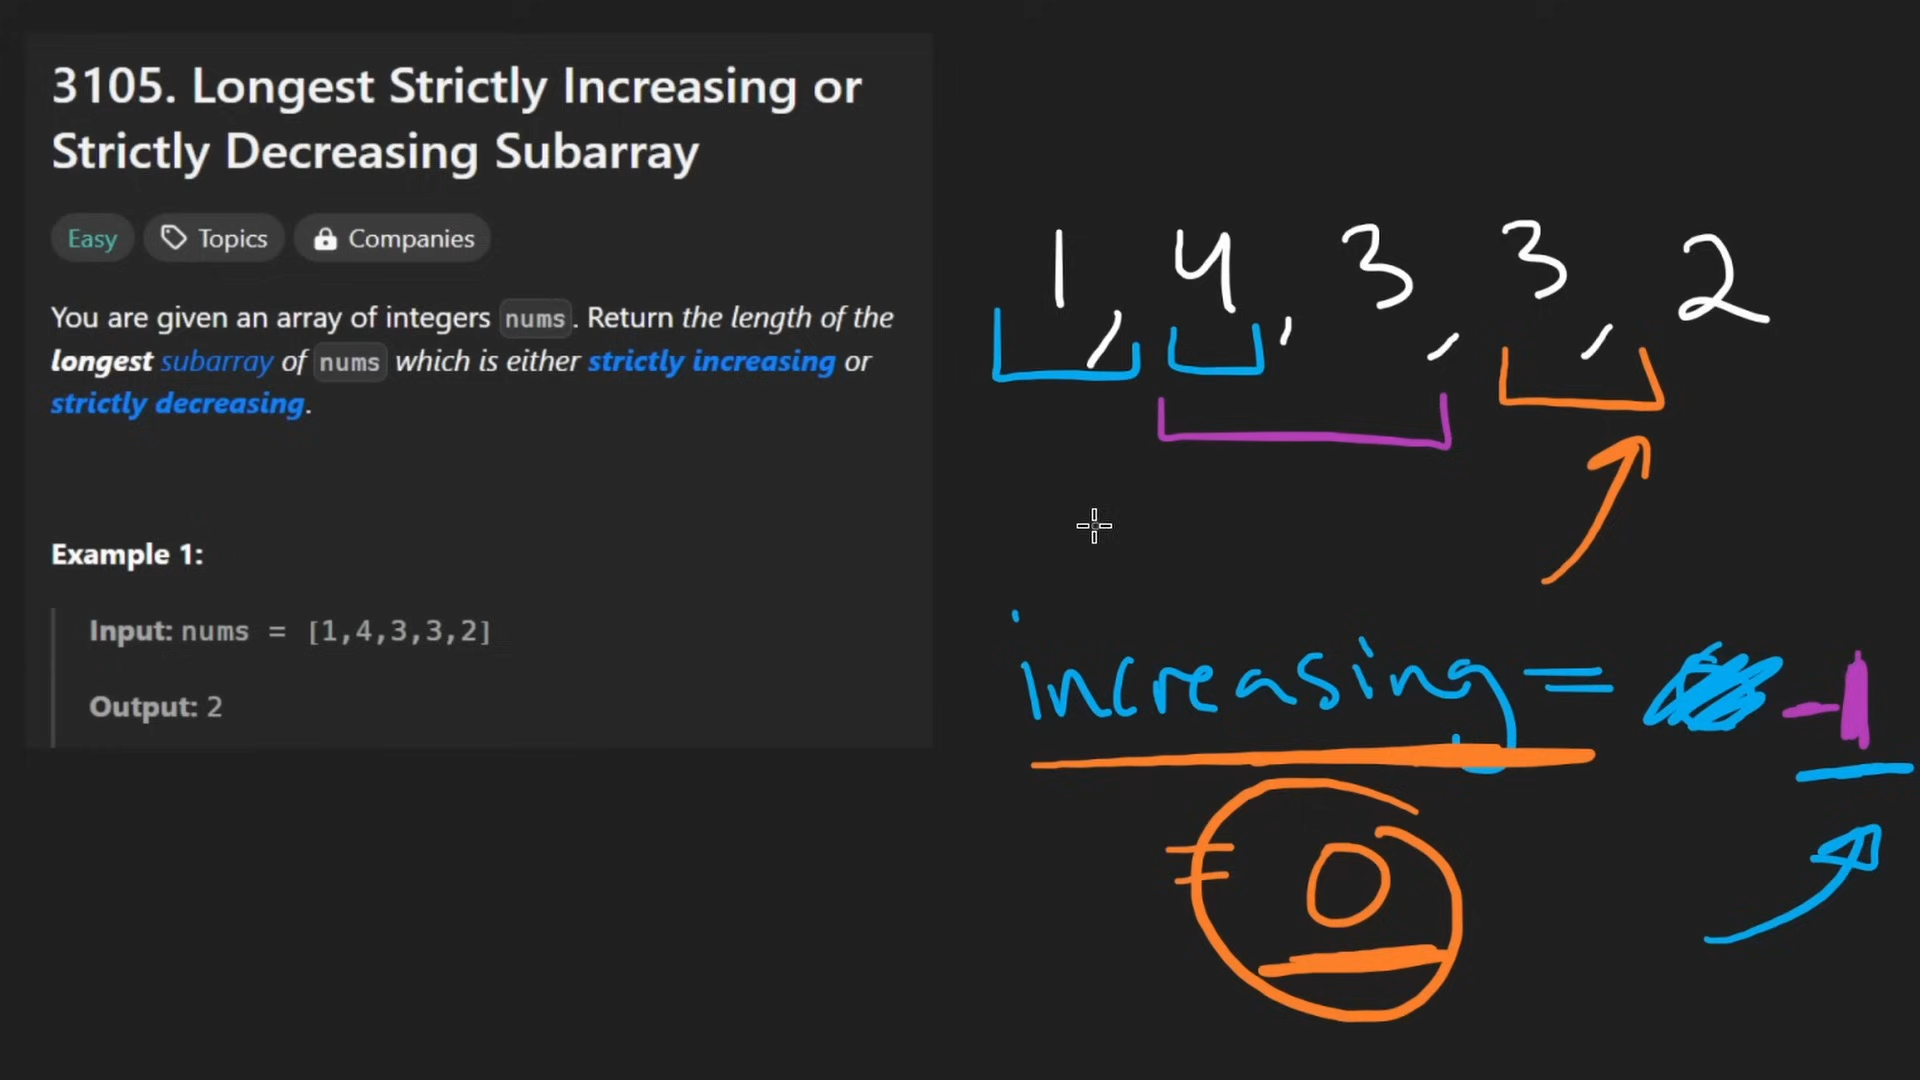 3105. Longest Strictly Increasing or
Strictly Decreasing Subarray
Easy Topics Companies
You are given an array of integers nums. Return the length of the
longest subarray of nums which is either strictly increasing or
strictly decreasing.
Example 1:
Input: nums = [1,4,3,3,2]
Output: 2
1, 4, 3, 3, 2
increasing = -1
= 0